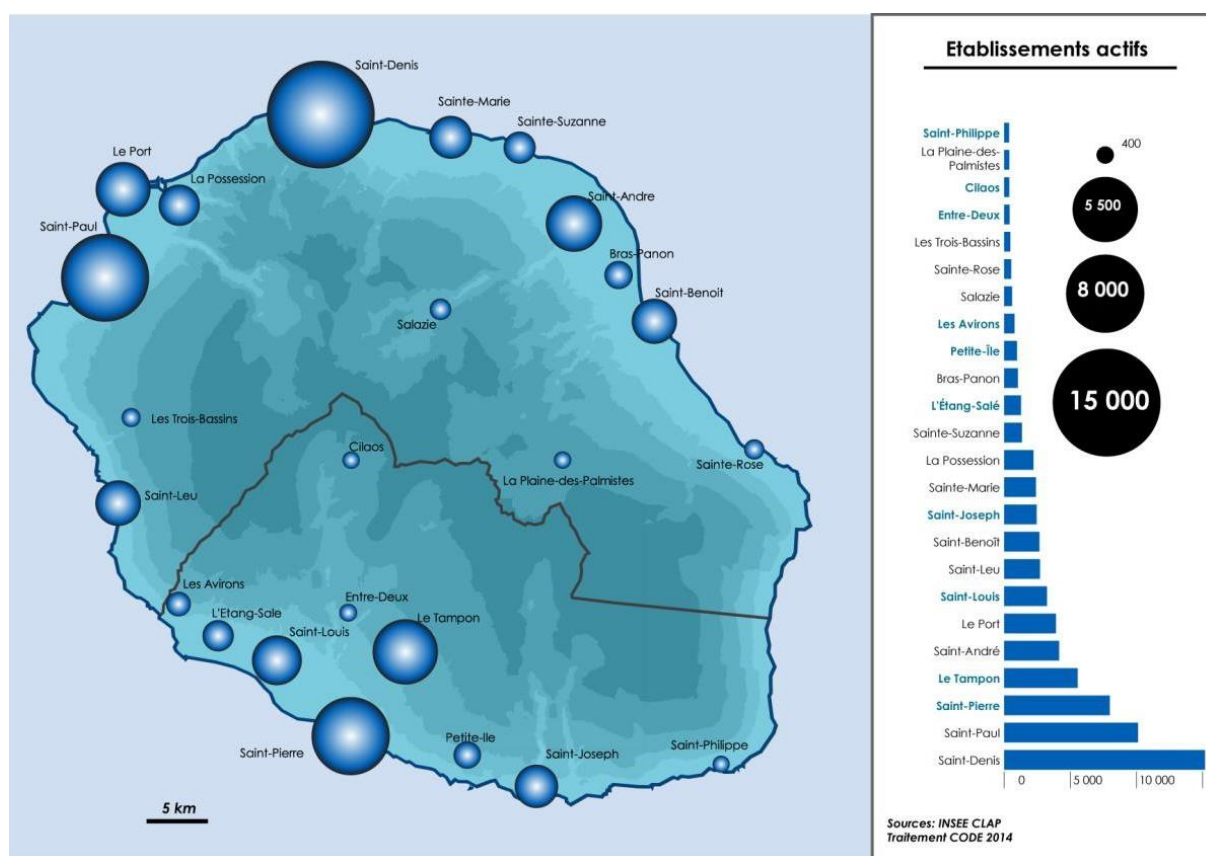 Saint-Denis
Sainte-Marie
Sainte-Suzanne
Le Port
La Possession
Saint-Andre
Saint-Paul
Bras-Panon
Saint-Benoit
Salazie
Les Trois-Bassins
Cilaos
Sainte-Rose
La Plaine-des-Palmistes
Saint-Leu
Les Avirons
Entre-Deux
L'Etang-Sale
Le Tampon
Saint-Louis
Saint-Pierre
Petite-Ile
Saint-Joseph
Saint-Philippe
5 km
Etablissements actifs
Saint-Philippe
La Plaine-des-
Palmistes
Cilaos
Entre-Deux
Les Trois-Bassins
Sainte-Rose
Salazie
Les Avirons
Petite-Île
Bras-Panon
L'Étang-Salé
Sainte-Suzanne
La Possession
Sainte-Marie
Saint-Joseph
Saint-Benoît
Saint-Leu
Saint-Louis
Le Port
Saint-André
Le Tampon
Saint-Pierre
Saint-Paul
Saint-Denis
0 5 000 10 000
400
5 500
8 000
15 000
Sources: INSEE CLAP
Traitement CODE 2014